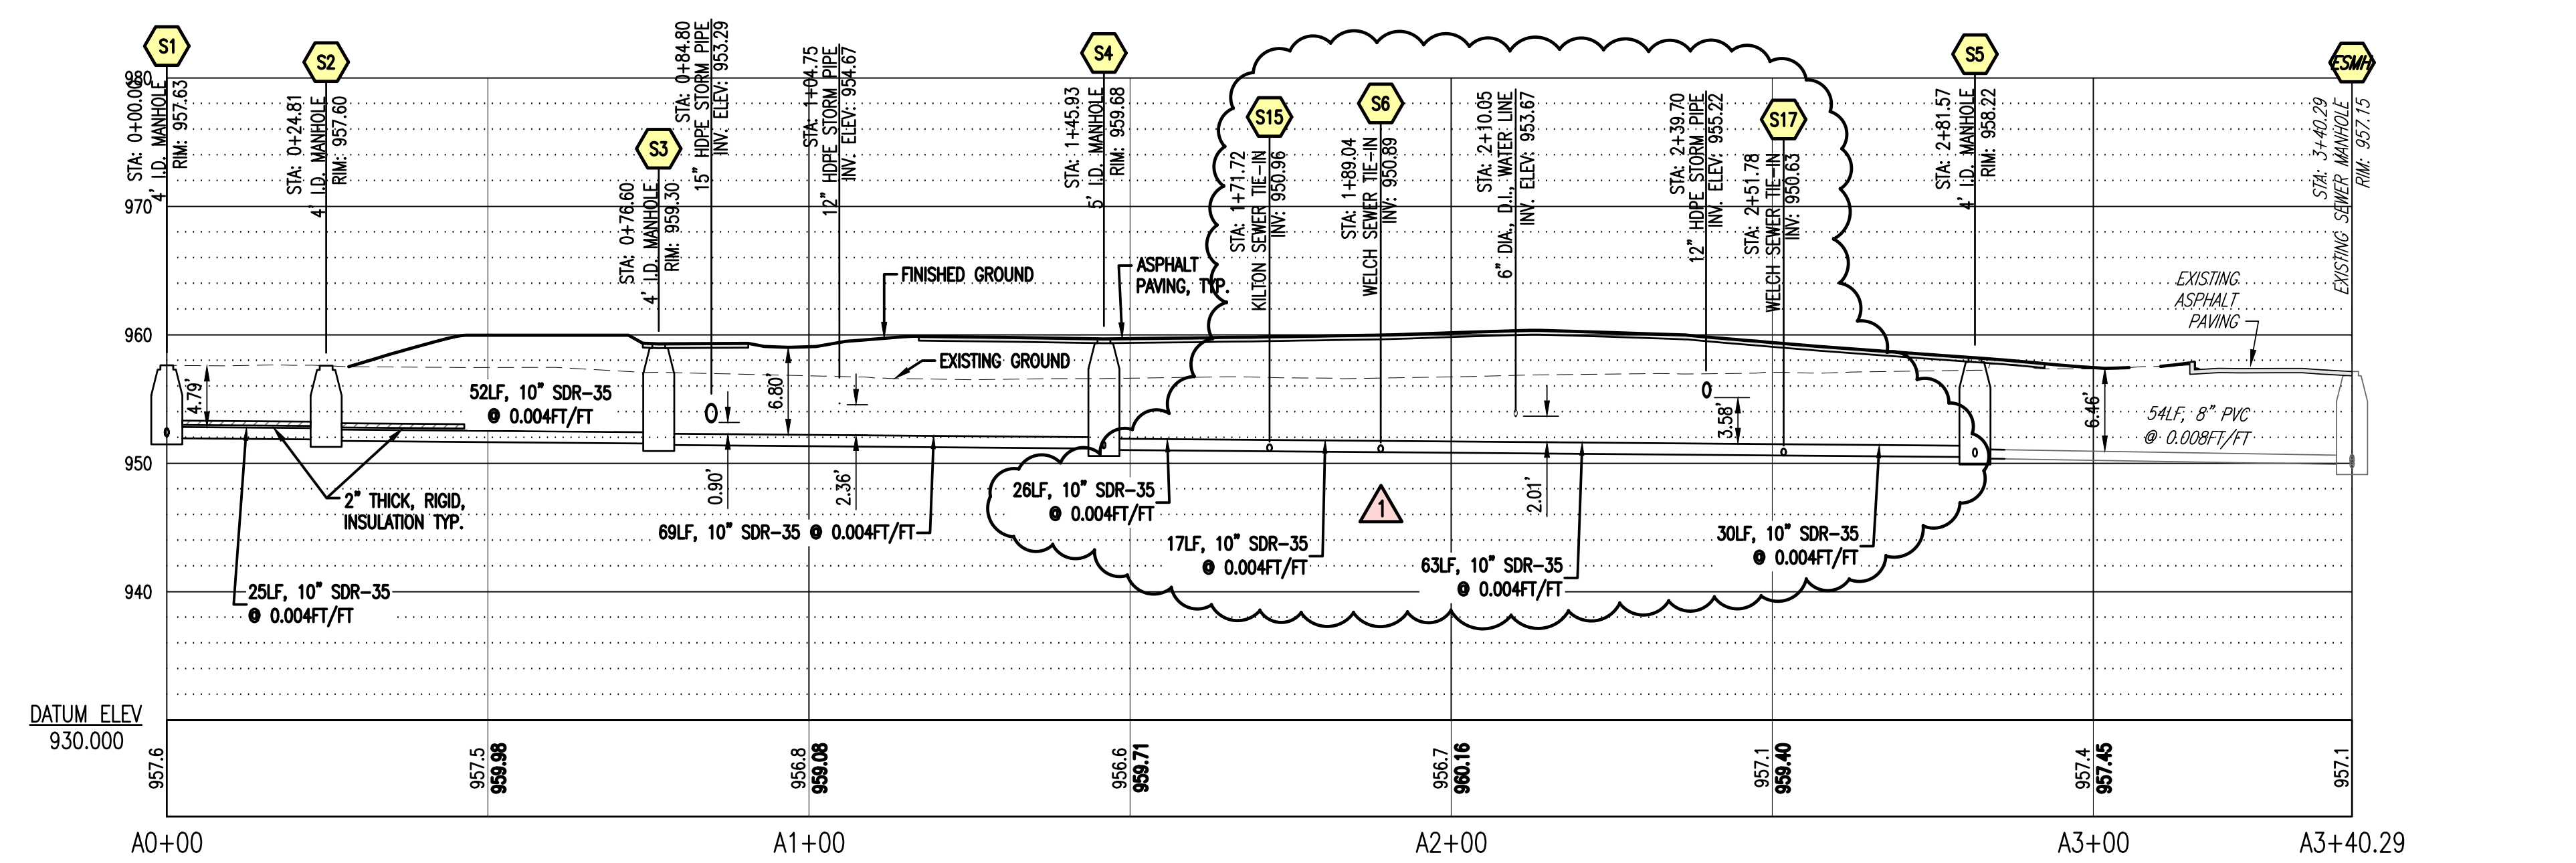 S1
STA: 0+00.00
4' I.D. MANHOLE
RIM: 957.63
S2
STA: 0+24.81
4' I.D. MANHOLE
RIM: 957.60
S3
STA: 0+76.60
4' I.D. MANHOLE
RIM: 959.30
STA: 0+84.80
15" HDPE STORM PIPE
INV. ELEV: 953.29
STA: 1+04.75
12" HDPE STORM PIPE
INV. ELEV: 954.67
S4
STA: 1+45.93
5' I.D. MANHOLE
RIM: 959.68
S15
STA: 1+71.72
KILTON SEWER TIE-IN
INV: 950.96
S6
STA: 1+89.04
WELCH SEWER TIE-IN
INV: 950.89
STA: 2+10.05
6" DIA., D.I., WATER LINE
INV. ELEV: 953.67
STA: 2+39.70
12" HDPE STORM PIPE
INV. ELEV: 955.22
S17
STA: 2+51.78
WELCH SEWER TIE-IN
INV: 950.63
S5
STA: 2+81.57
4' I.D. MANHOLE
RIM: 958.22
ESMH
STA: 3+40.29
EXISTING SEWER MANHOLE
RIM: 957.15
980
970
960
950
940
FINISHED GROUND
ASPHALT
PAVING, TYP.
EXISTING GROUND
EXISTING
ASPHALT
PAVING
4.79'
52LF, 10" SDR-35
@ 0.004FT/FT
6.80'
0.90'
2.36'
3.58'
2.01'
6.46'
54LF, 8" PVC
@ 0.008FT/FT
2" THICK, RIGID,
INSULATION TYP.
69LF, 10" SDR-35 @ 0.004FT/FT
26LF, 10" SDR-35
@ 0.004FT/FT
1
17LF, 10" SDR-35
@ 0.004FT/FT
63LF, 10" SDR-35
@ 0.004FT/FT
30LF, 10" SDR-35
@ 0.004FT/FT
25LF, 10" SDR-35
@ 0.004FT/FT
DATUM ELEV
930.000
957.6
957.5
959.98
956.8
959.08
956.6
959.71
956.7
960.16
957.1
959.40
957.4
957.45
957.1
A0+00
A1+00
A2+00
A3+00
A3+40.29